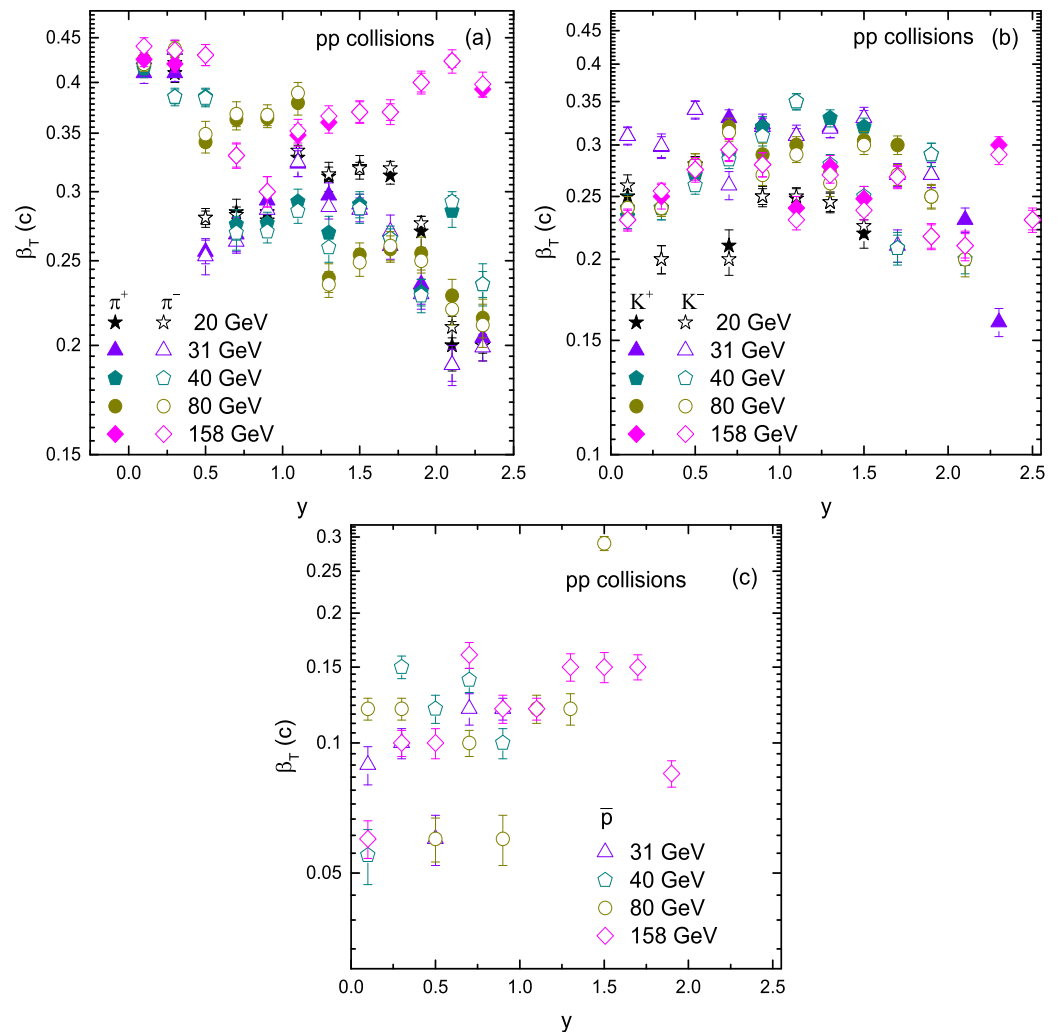 pp collisions (a)
0.45
0.4
0.35
0.3
0.25
0.2
0.15
β_T (c)
π⁺ π⁻
20 GeV
31 GeV
40 GeV
80 GeV
158 GeV
0.0 0.5 1.0 1.5 2.0 2.5
y
pp collisions (b)
0.45
0.4
0.35
0.3
0.25
0.2
0.15
0.1
β_T (c)
K⁺ K⁻
20 GeV
31 GeV
40 GeV
80 GeV
158 GeV
0.0 0.5 1.0 1.5 2.0 2.5
y
pp collisions (c)
0.3
0.25
0.2
0.15
0.1
0.05
β_T (c)
p̅
31 GeV
40 GeV
80 GeV
158 GeV
0.0 0.5 1.0 1.5 2.0 2.5
y